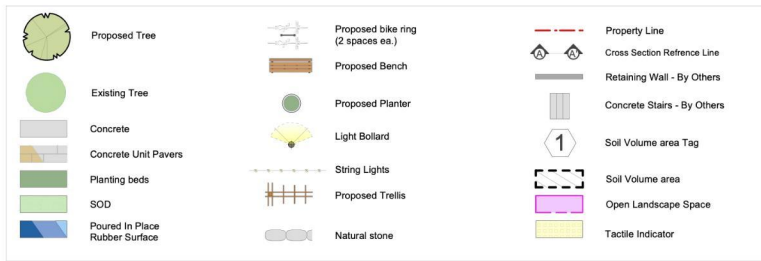 Proposed Tree
Existing Tree
Concrete
Concrete Unit Pavers
Planting beds
SOD
Poured In Place
Rubber Surface
Proposed bike ring
(2 spaces ea.)
Proposed Bench
Proposed Planter
Light Bollard
String Lights
Proposed Trellis
Natural stone
Property Line
A A' Cross Section Refrence Line
Retaining Wall - By Others
Concrete Stairs - By Others
1 Soil Volume area Tag
Soil Volume area
Open Landscape Space
Tactile Indicator